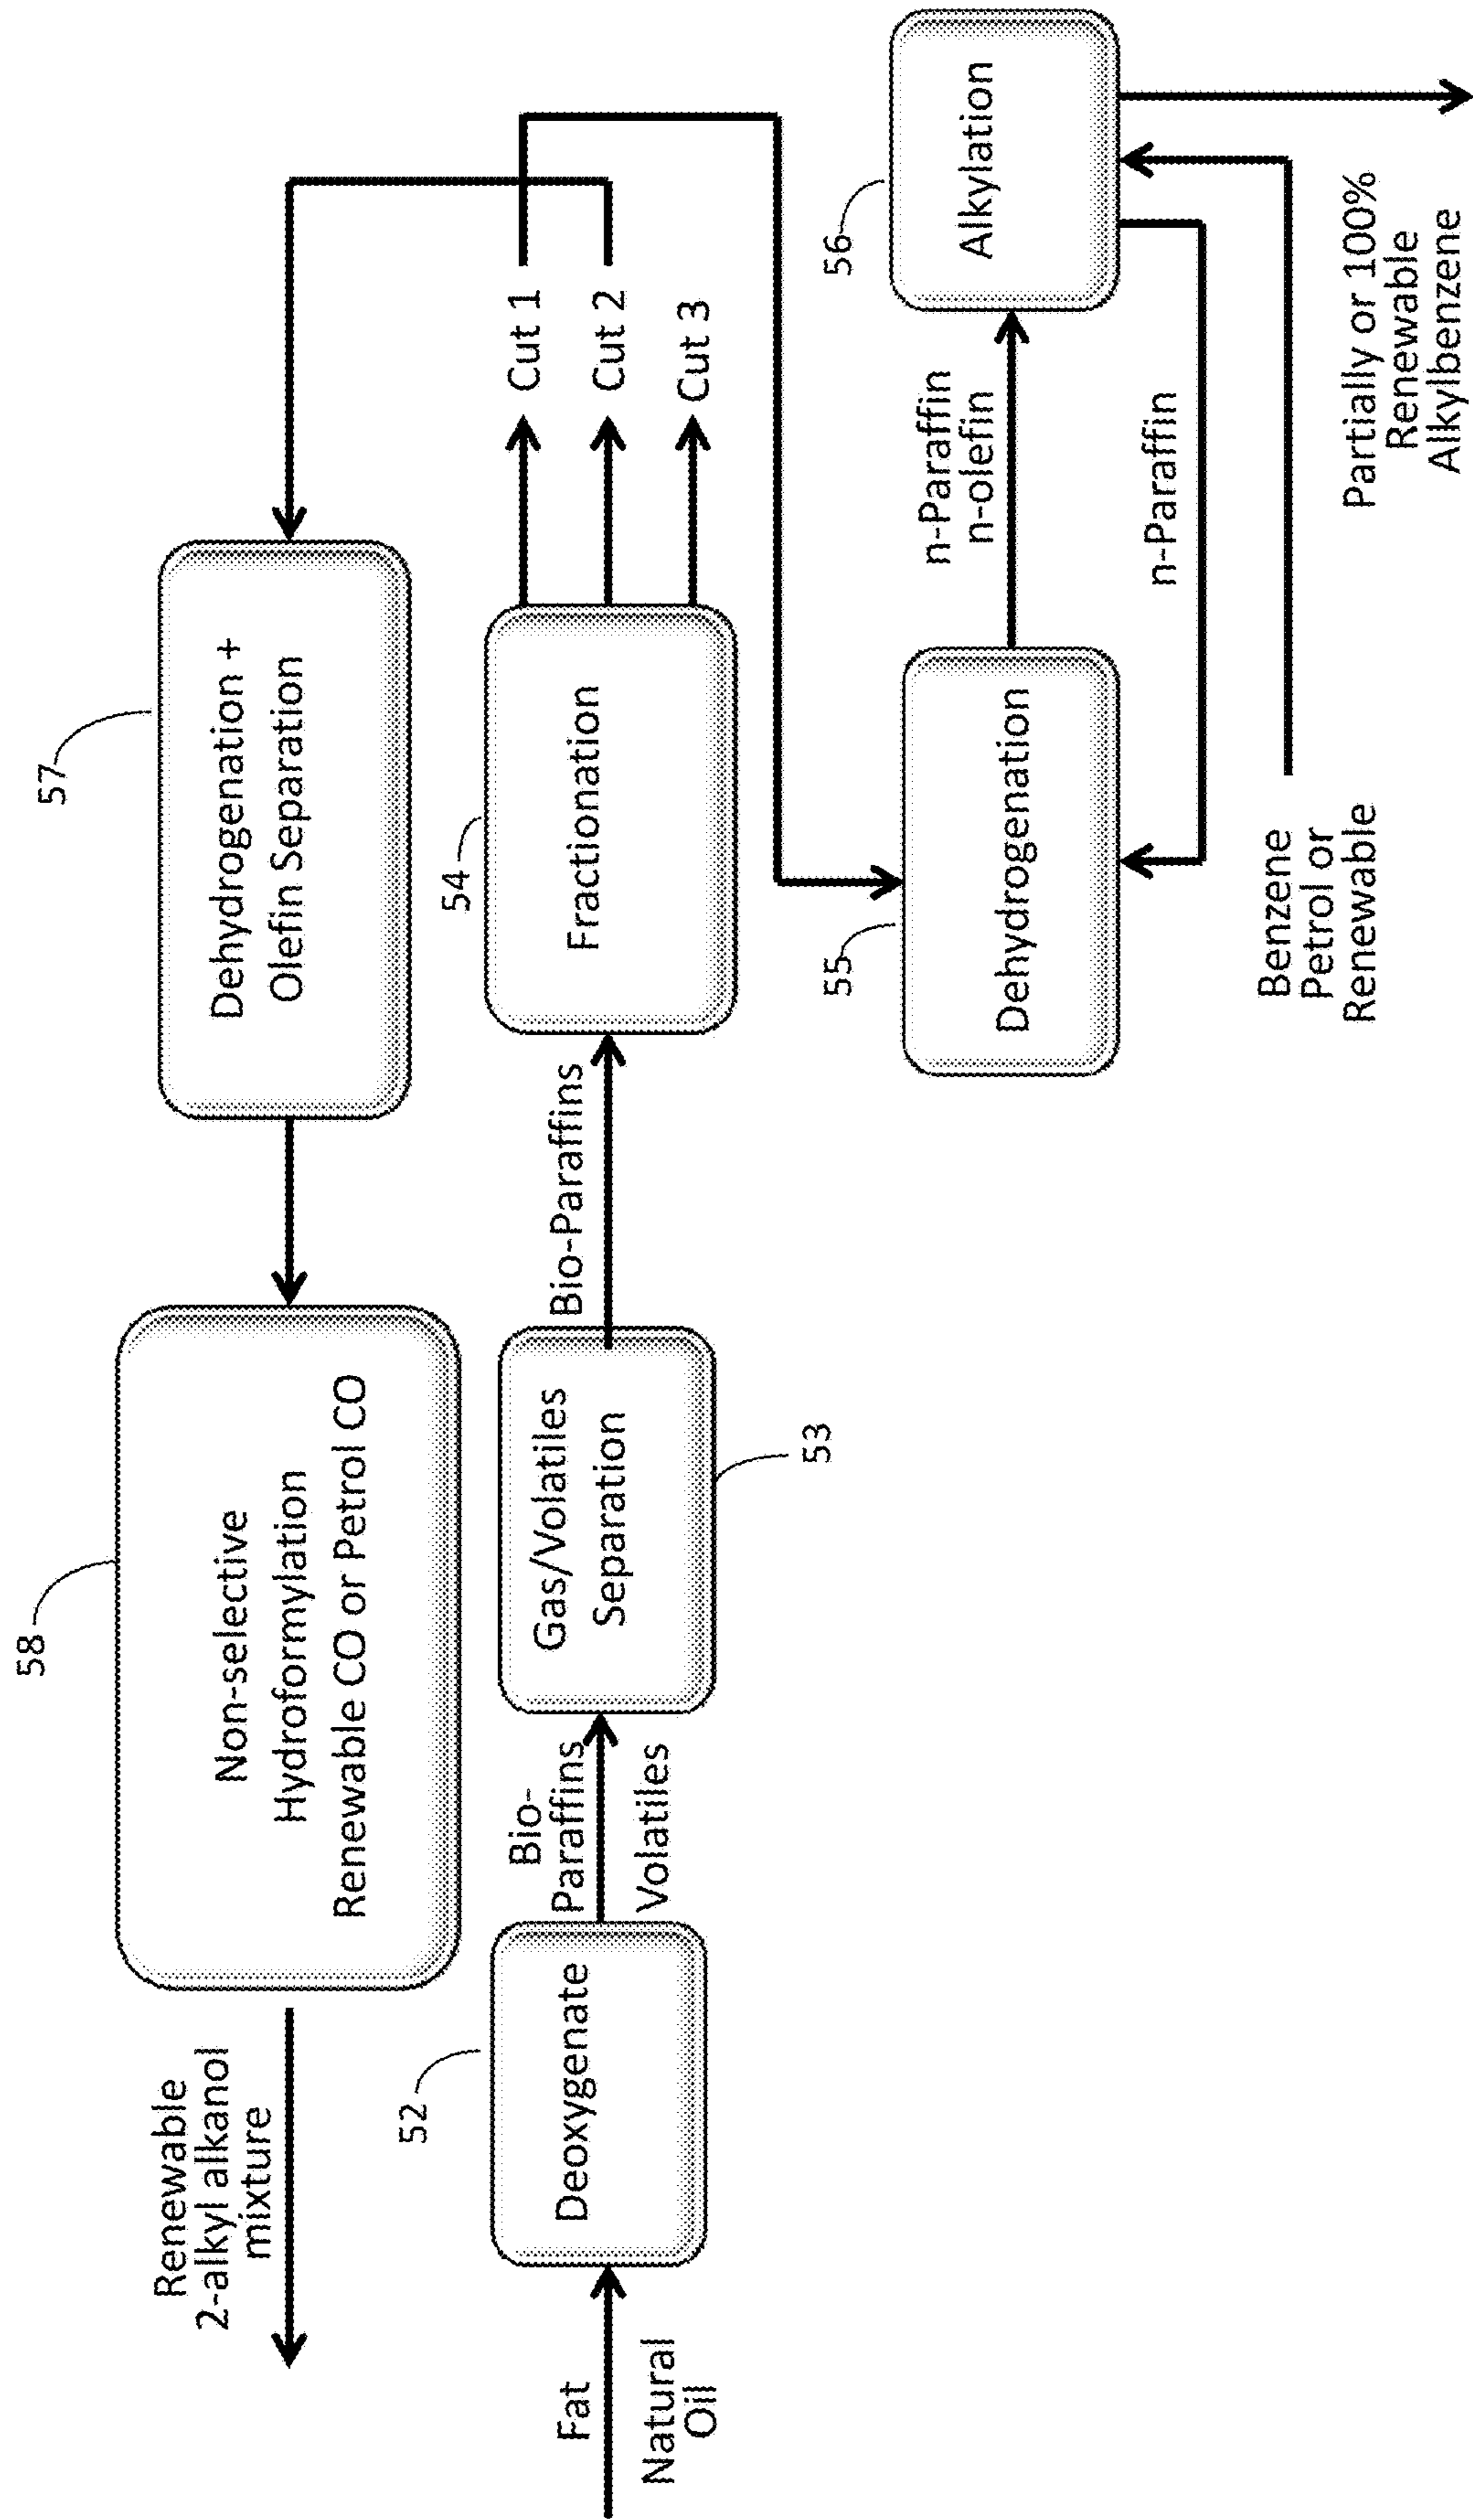 57
Dehydrogenation +
Olefin Separation
58
Non-selective
Hydroformylation
Renewable CO or Petrol CO
Renewable
2-alkyl alkanol
mixture
Fat
Natural
Oil
52
Deoxygenate
Bio-
Paraffins
Volatiles
Gas/Volatiles
Separation
53
Bio-Paraffins
54
Fractionation
Cut 1
Cut 2
Cut 3
55
Dehydrogenation
n-Paraffin
n-olefin
56
Alkylation
n-Paraffin
Benzene
Petrol or
Renewable
Partially or 100%
Renewable
Alkylbenzene